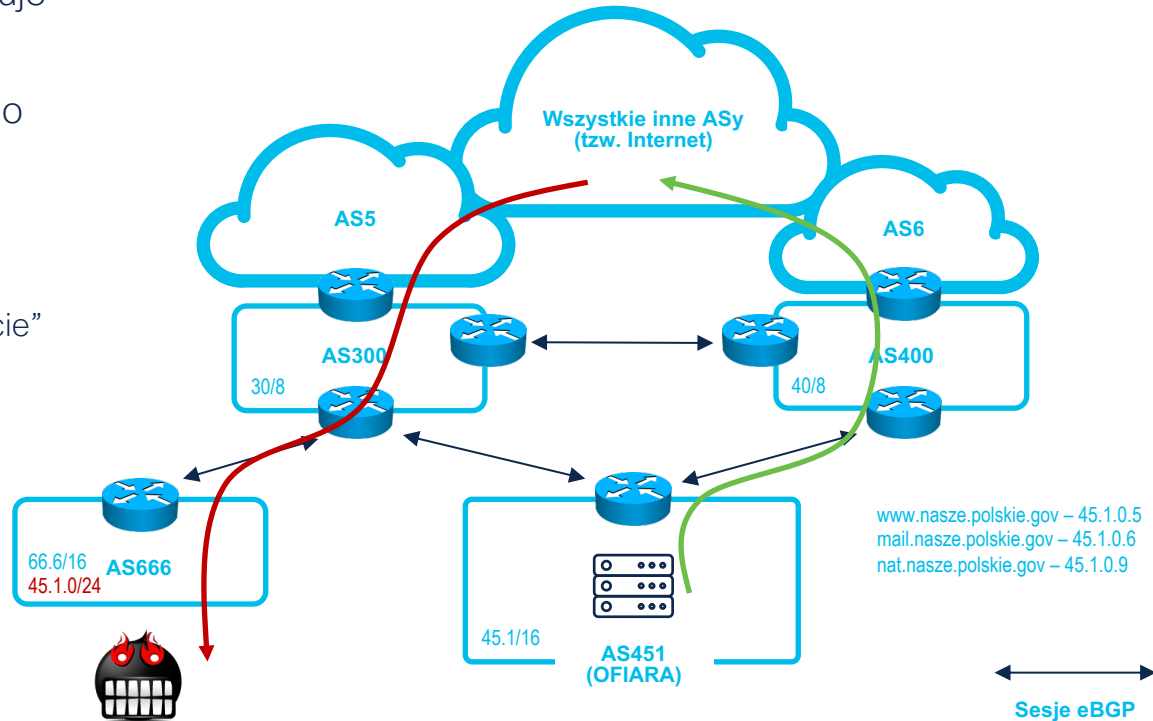 uje
o
cie”
Wszystkie inne ASy
(tzw. Internet)
AS5
AS6
AS300
30/8
AS400
40/8
66.6/16
45.1.0/24
AS666
45.1/16
AS451
(OFIARA)
www.nasze.polskie.gov – 45.1.0.5
mail.nasze.polskie.gov – 45.1.0.6
nat.nasze.polskie.gov – 45.1.0.9
Sesje eBGP